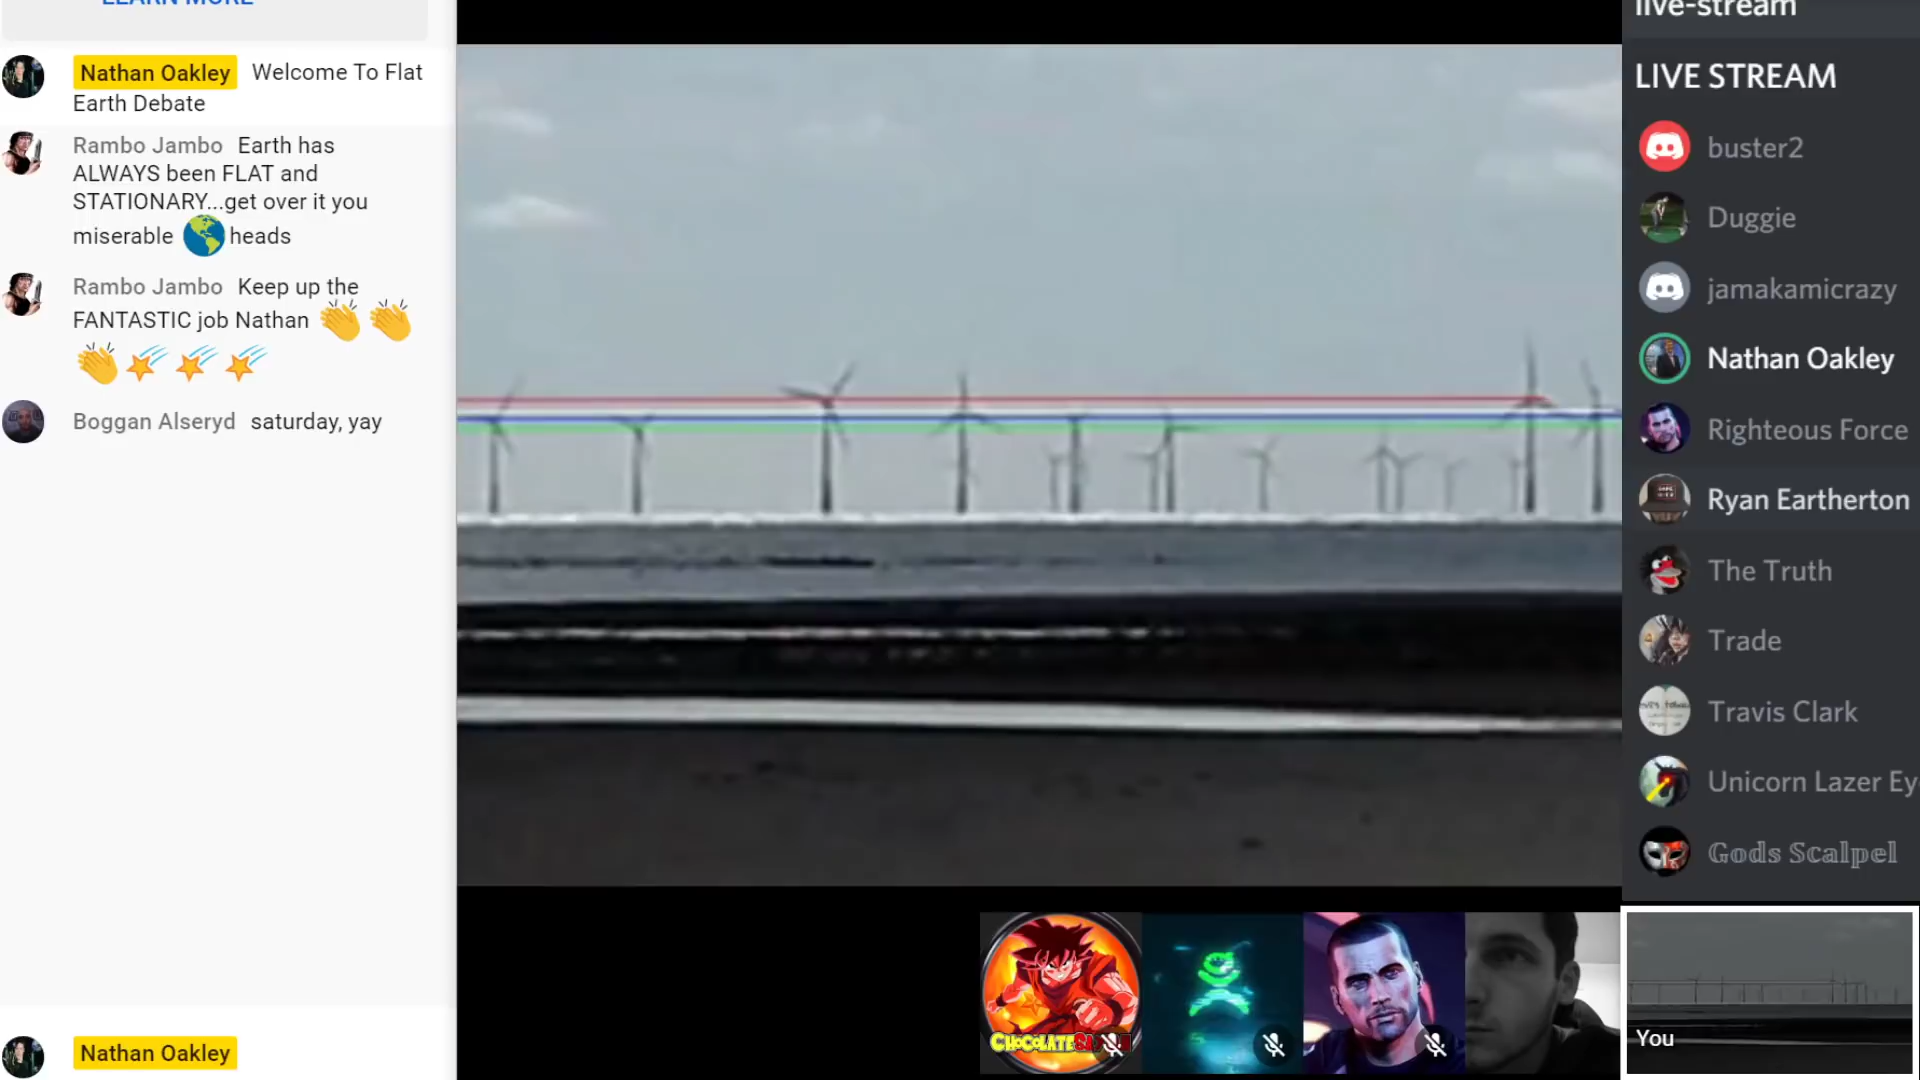 LEARN MORE
Nathan Oakley Welcome To Flat
Earth Debate
Rambo Jambo Earth has
ALWAYS been FLAT and
STATIONARY...get over it you
miserable 🌎 heads
Rambo Jambo Keep up the
FANTASTIC job Nathan 👏 👏
👏 🌠 🌠 🌠
Boggan Alseryd saturday, yay
Nathan Oakley
live-stream
LIVE STREAM
buster2
Duggie
jamakamicrazy
Nathan Oakley
Righteous Force
Ryan Eartherton
The Truth
Trade
Travis Clark
Unicorn Lazer Ey
Gods Scalpel
You